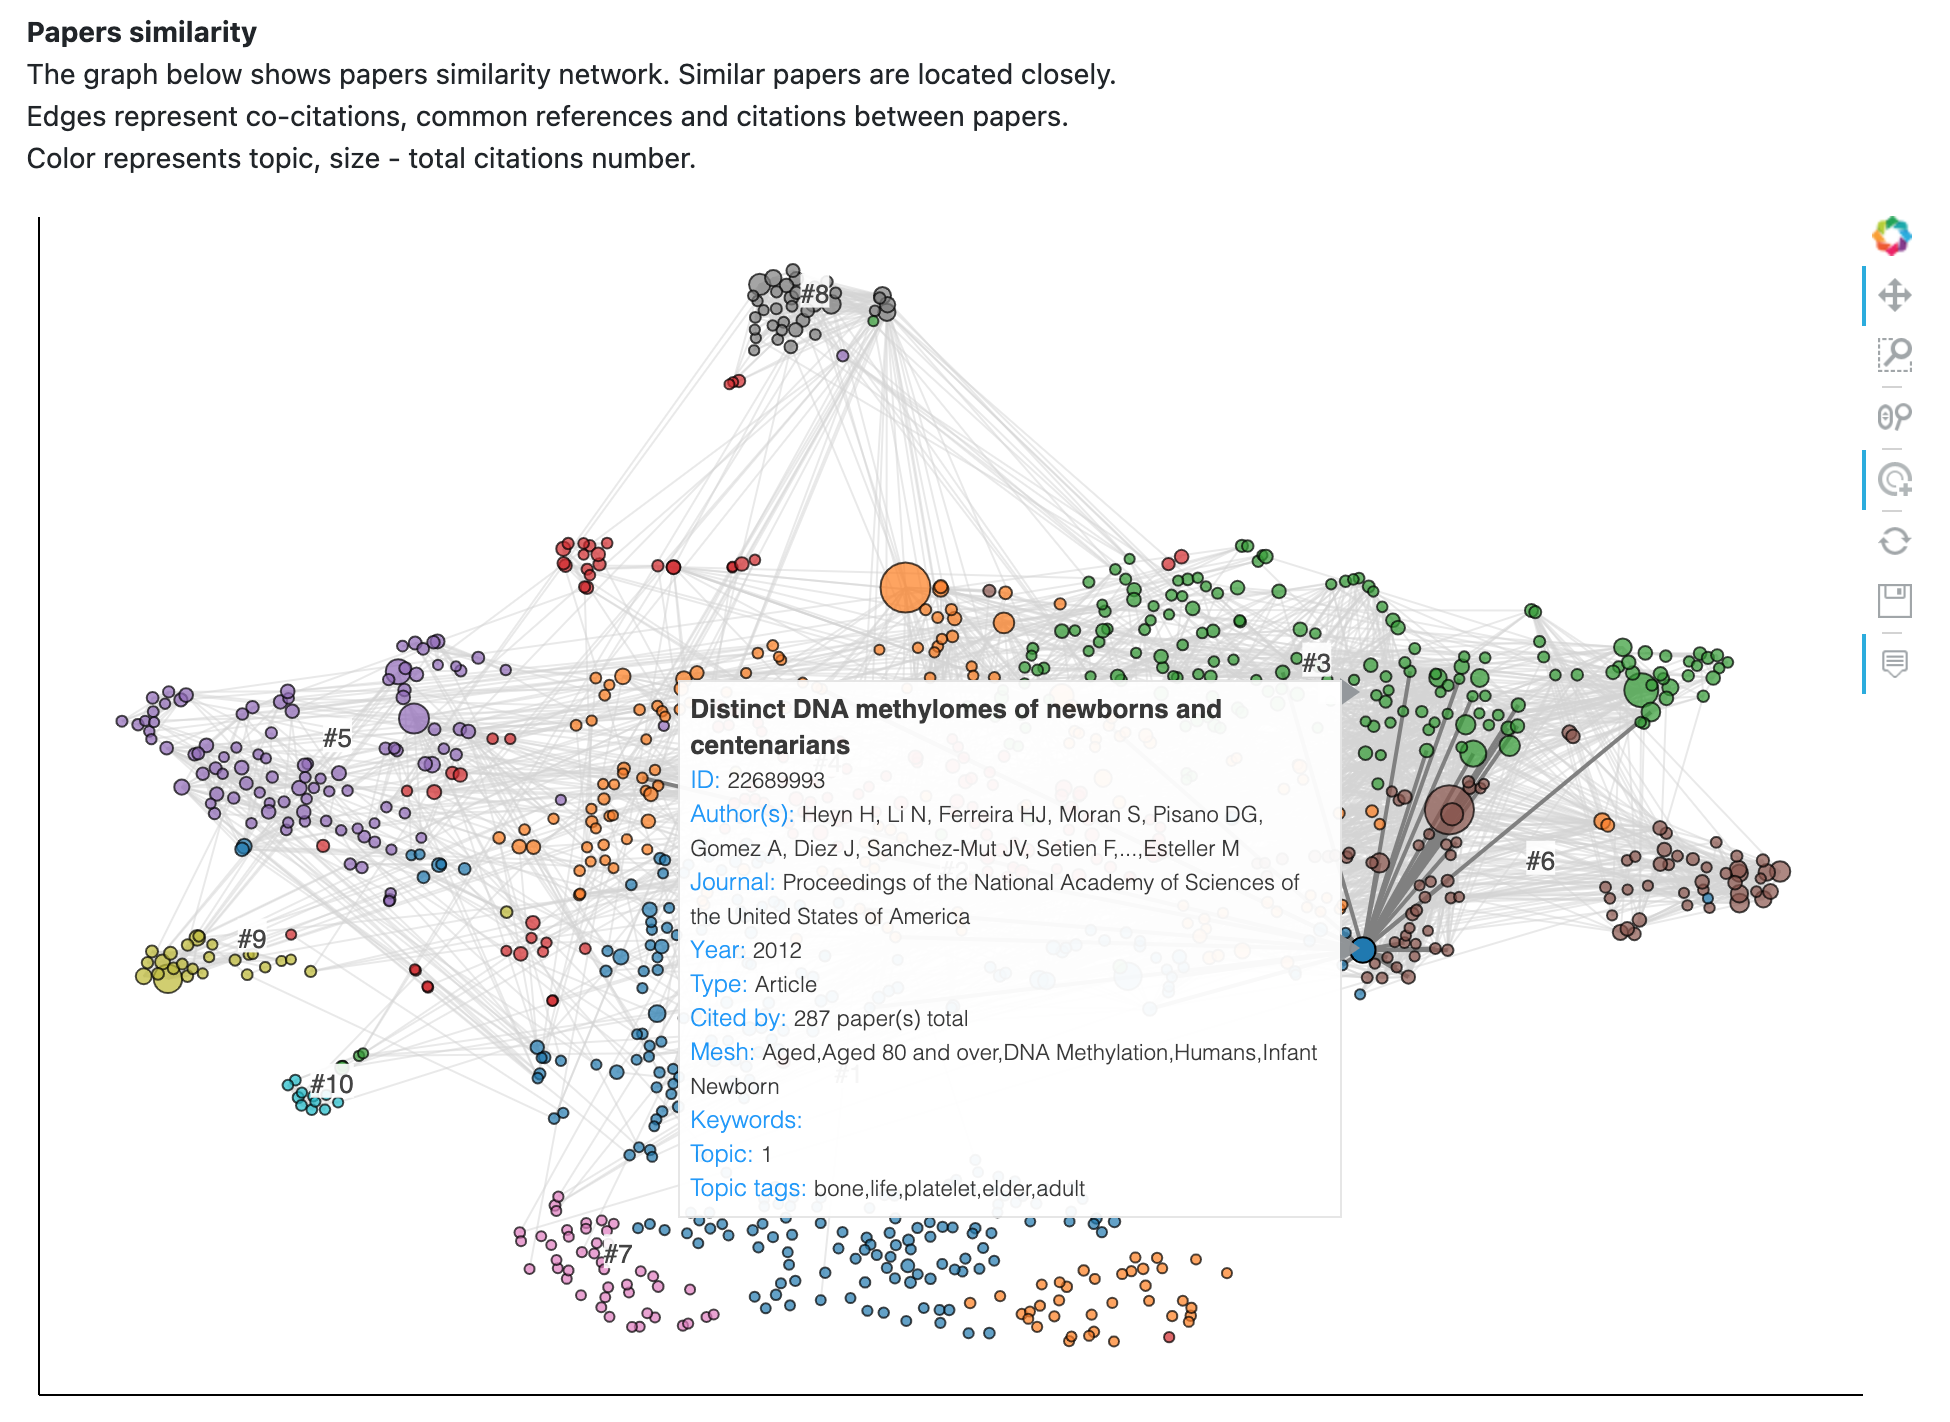 Papers similarity
The graph below shows papers similarity network. Similar papers are located closely.
Edges represent co-citations, common references and citations between papers.
Color represents topic, size - total citations number.
#8
#3
#5
Distinct DNA methylomes of newborns and
centenarians
ID: 22689993
#4
Author(s): Heyn H, Li N, Ferreira HJ, Moran S, Pisano DG,
Gomez A, Diez J, Sanchez-Mut JV, Setien F,...,Esteller M
#6
Journal: Proceedings of the National Academy of Sciences of
the United States of America
#9
Year: 2012
Type: Article
Cited by: 287 paper(s) total
Mesh: Aged,Aged 80 and over,DNA Methylation,Humans,Infant
Newborn
#1
#10
Keywords:
Topic: 1
Topic tags: bone,life,platelet,elder,adult
#7